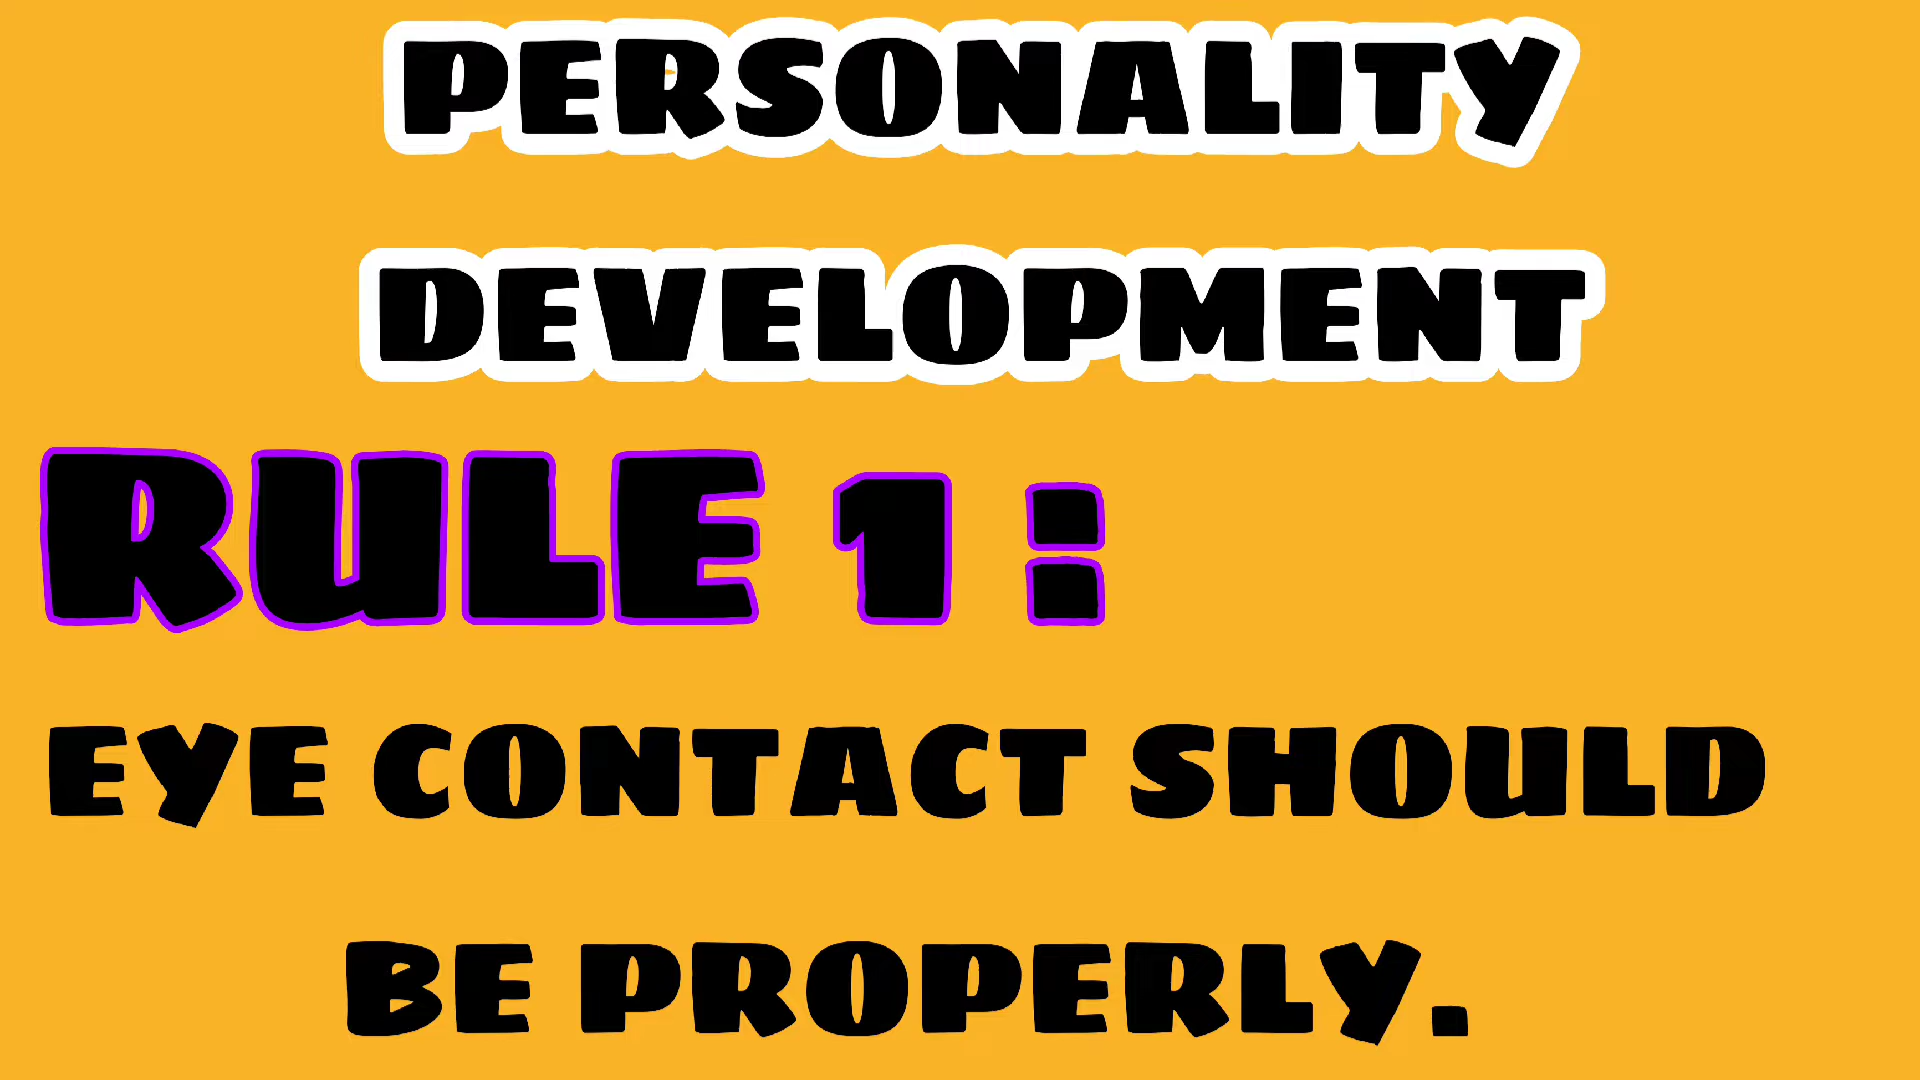 PERSONALITY
DEVELOPMENT
RULE 1 :
EYE CONTACT SHOULD
BE PROPERLY.